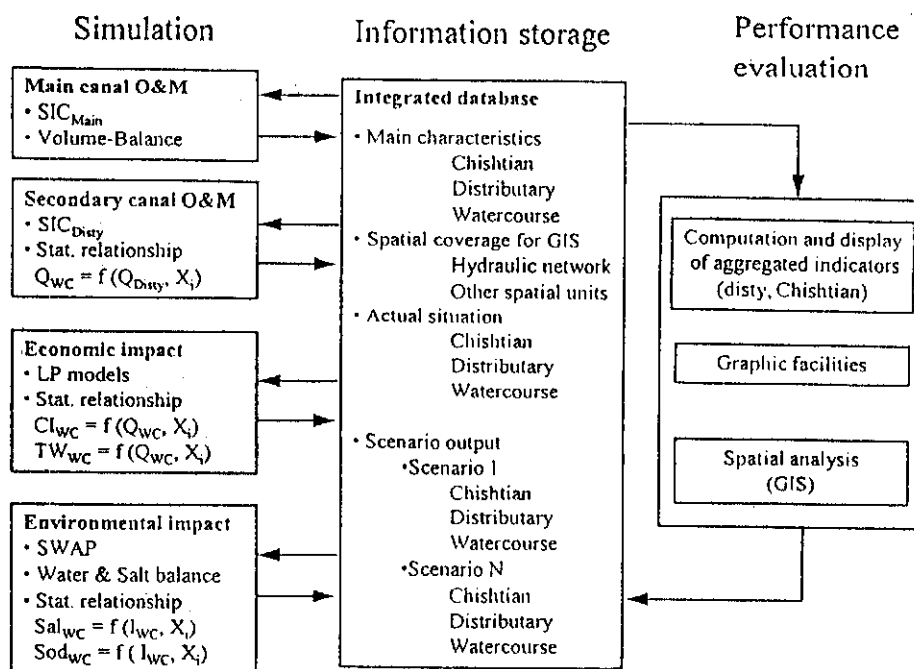 Simulation
Information storage
Performance
evaluation
Main canal O&M
• SIC_Main
• Volume-Balance
Secondary canal O&M
• SIC_Disty
• Stat. relationship
Q_WC = f (Q_Disty, X_i)
Economic impact
• LP models
• Stat. relationship
CI_WC = f (Q_WC, X_i)
TW_WC = f (Q_WC, X_i)
Environmental impact
• SWAP
• Water & Salt balance
• Stat. relationship
Sal_WC = f (I_WC, X_i)
Sod_WC = f ( I_WC, X_i)
Integrated database
• Main characteristics
Chishtian
Distributary
Watercourse
• Spatial coverage for GIS
Hydraulic network
Other spatial units
• Actual situation
Chishtian
Distributary
Watercourse
• Scenario output
•Scenario 1
Chishtian
Distributary
Watercourse
•Scenario N
Chishtian
Distributary
Watercourse
Computation and display
of aggregated indicators
(disty, Chishtian)
Graphic facilities
Spatial analysis
(GIS)